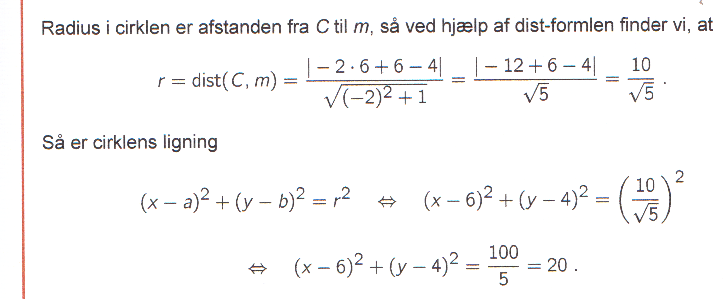 Radius i cirklen er afstanden fra C til m, så ved hjælp af dist-formlen finder vi, at
r = dist(C, m) = |−2·6+6−4| / √((−2)²+1) = |−12+6−4| / √5 = 10/√5 .
Så er cirklens ligning
(x − a)² + (y − b)² = r² ⇔ (x − 6)² + (y − 4)² = (10/√5)²
⇔ (x − 6)² + (y − 4)² = 100/5 = 20 .